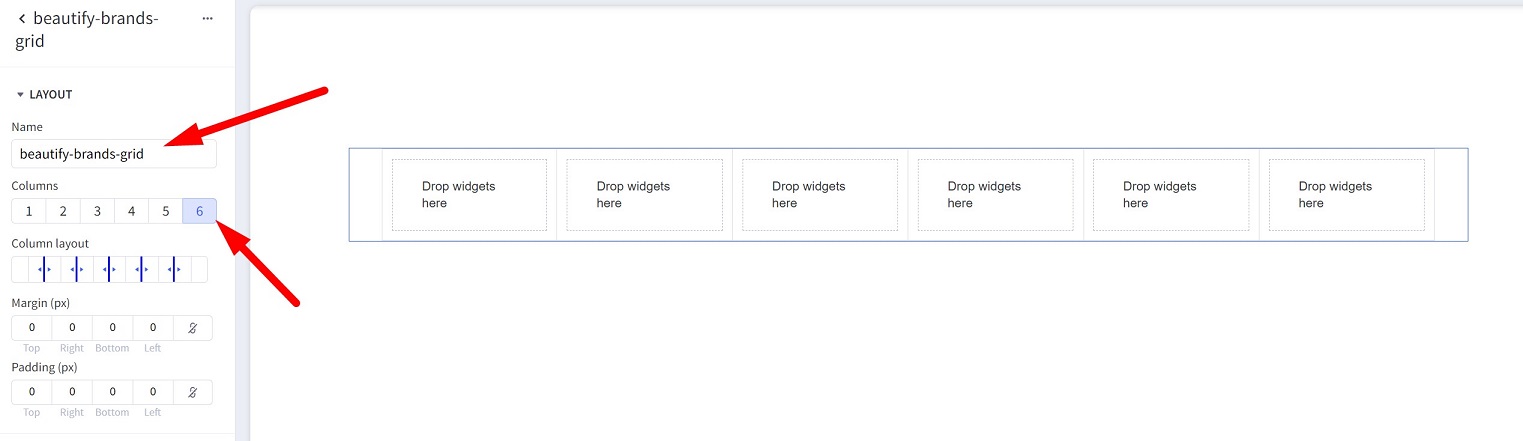 beautify-brands-
grid
LAYOUT
Name
beautify-brands-grid
Columns
1 2 3 4 5 6
Column layout
Margin (px)
0 0 0 0
Top Right Bottom Left
Padding (px)
0 0 0 0
Top Right Bottom Left
Drop widgets
here
Drop widgets
here
Drop widgets
here
Drop widgets
here
Drop widgets
here
Drop widgets
here